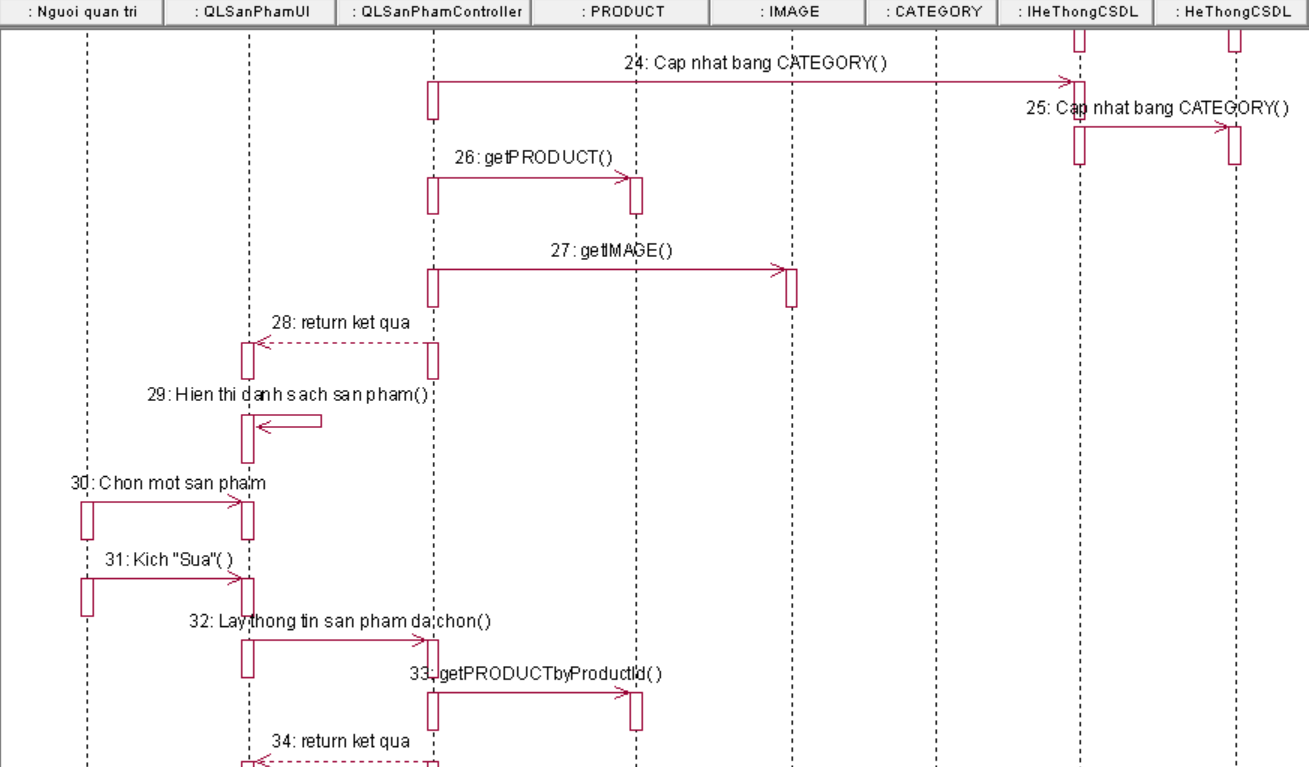 : Nguoi quan tri
: QLSanPhamUI
: QLSanPhamController
: PRODUCT
: IMAGE
: CATEGORY
: IHeThongCSDL
: HeThongCSDL
24: Cap nhat bang CATEGORY()
25: Cap nhat bang CATEGORY()
26: getPRODUCT()
27: getIMAGE()
28: return ket qua
29: Hien thi danh sach san pham()
30: Chon mot san pham
31: Kich "Sua"()
32: Lay thong tin san pham da chon()
33: getPRODUCTbyProductId()
34: return ket qua